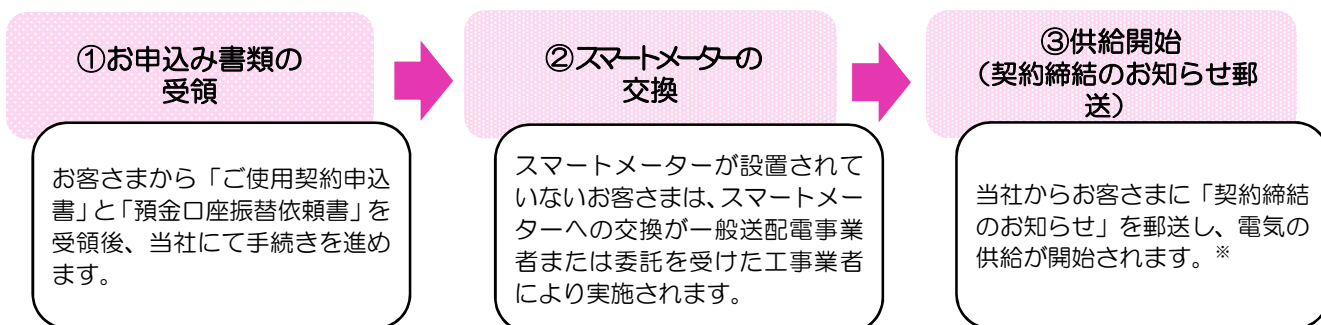 ①お申込み書類の
受領
お客さまから「ご使用契約申込
書」と「預金口座振替依頼書」を
受領後、当社にて手続きを進め
ます。
②スマートメーターの
交換
スマートメーターが設置されて
いないお客さまは、スマートメー
ターへの交換が一般送配電事業
者または委託を受けた工事業者
により実施されます。
③供給開始
（契約締結のお知らせ郵
送）
当社からお客さまに「契約締結
のお知らせ」を郵送し、電気の
供給が開始されます。※